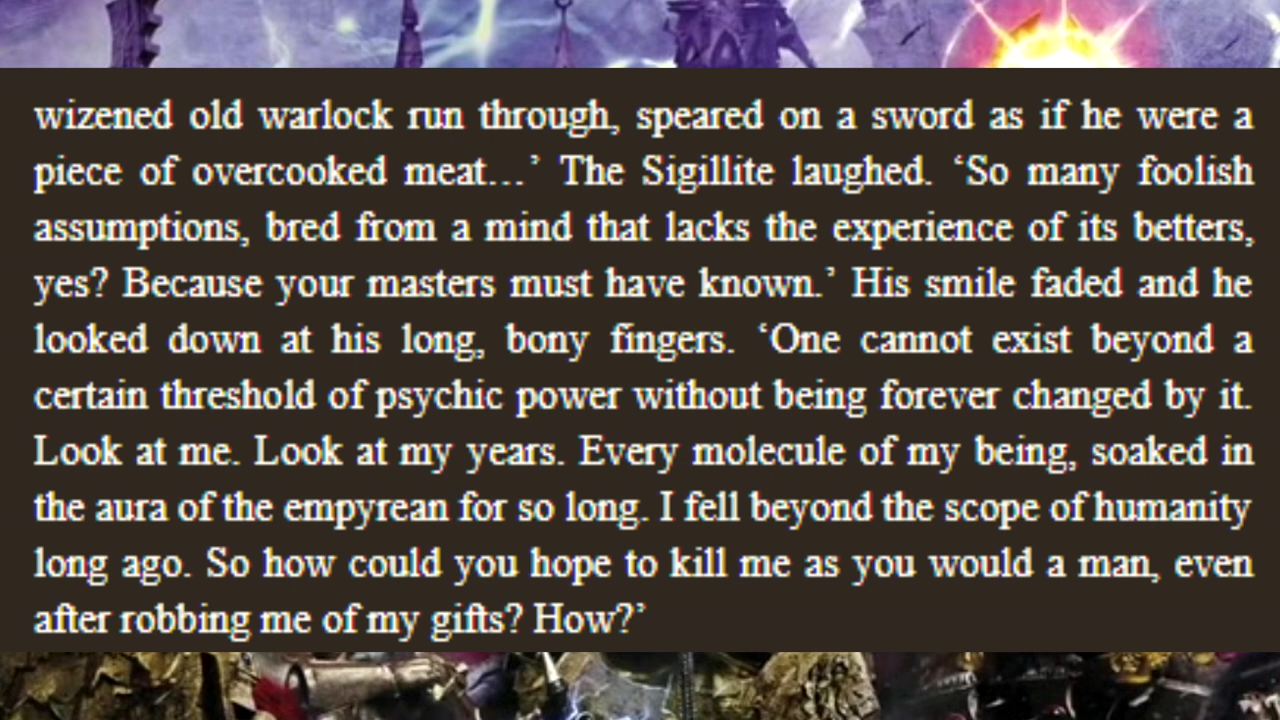 wizened old warlock run through, speared on a sword as if he were a
piece of overcooked meat…’ The Sigillite laughed. ‘So many foolish
assumptions, bred from a mind that lacks the experience of its betters,
yes? Because your masters must have known.’ His smile faded and he
looked down at his long, bony fingers. ‘One cannot exist beyond a
certain threshold of psychic power without being forever changed by it.
Look at me. Look at my years. Every molecule of my being, soaked in
the aura of the empyrean for so long. I fell beyond the scope of humanity
long ago. So how could you hope to kill me as you would a man, even
after robbing me of my gifts? How?’